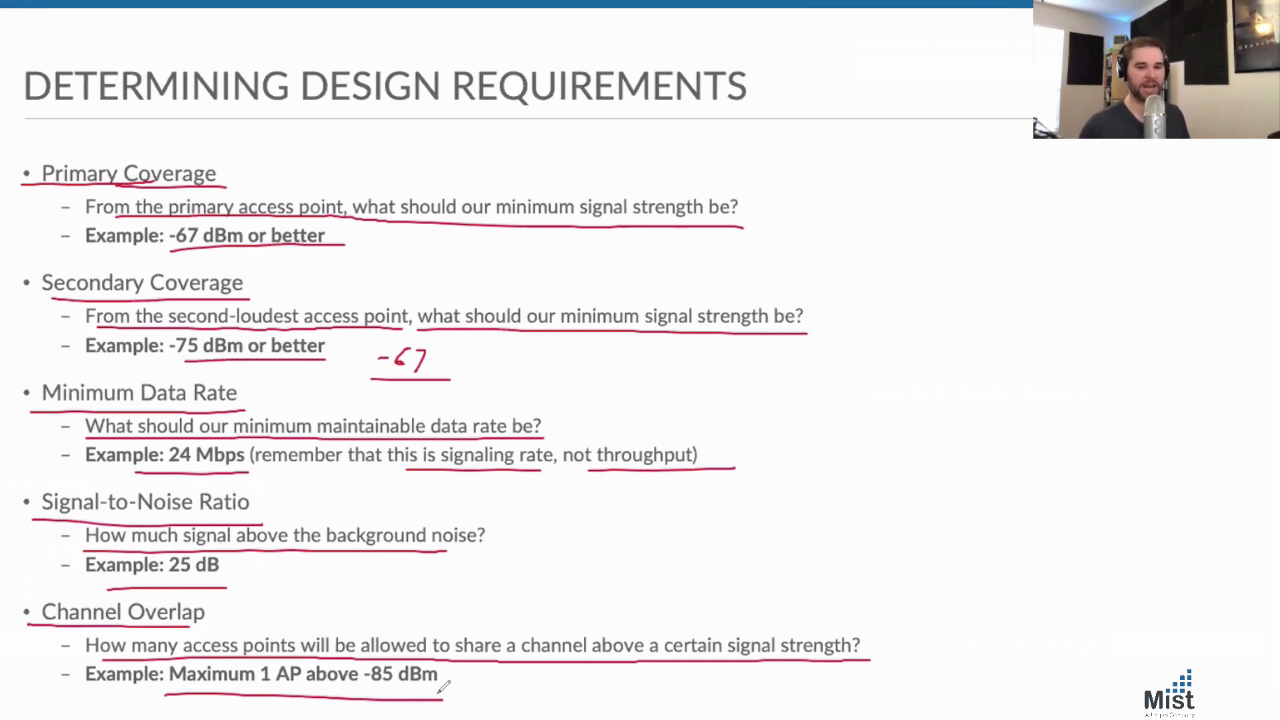 DETERMINING DESIGN REQUIREMENTS
• Primary Coverage
– From the primary access point, what should our minimum signal strength be?
– Example: -67 dBm or better
• Secondary Coverage
– From the second-loudest access point, what should our minimum signal strength be?
– Example: -75 dBm or better
-67
• Minimum Data Rate
– What should our minimum maintainable data rate be?
– Example: 24 Mbps (remember that this is signaling rate, not throughput)
• Signal-to-Noise Ratio
– How much signal above the background noise?
– Example: 25 dB
• Channel Overlap
– How many access points will be allowed to share a channel above a certain signal strength?
– Example: Maximum 1 AP above -85 dBm
Mist